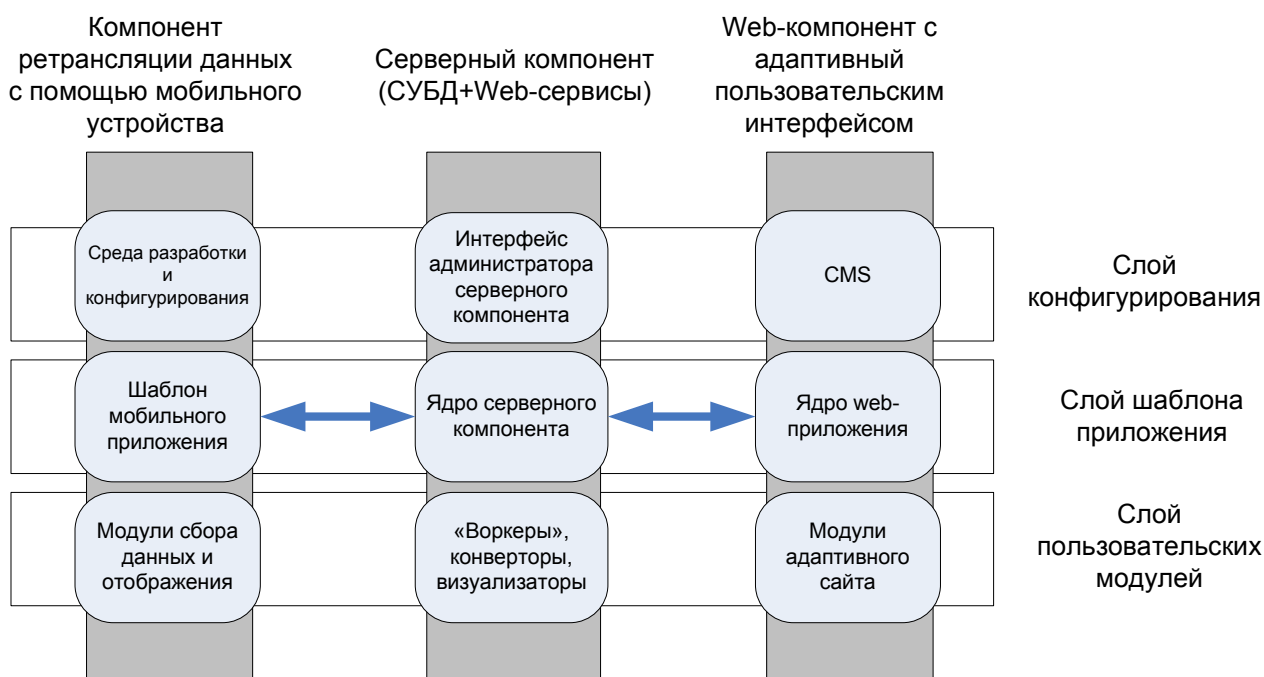 Компонент
ретрансляции данных
с помощью мобильного
устройства
Серверный компонент
(СУБД+Web-сервисы)
Web-компонент с
адаптивный
пользовательским
интерфейсом
Среда разработки
и
конфигурирования
Интерфейс
администратора
серверного
компонента
CMS
Слой
конфигурирования
Шаблон
мобильного
приложения
Ядро серверного
компонента
Ядро web-
приложения
Слой шаблона
приложения
Модули сбора
данных и
отображения
«Воркеры»,
конверторы,
визуализаторы
Модули
адаптивного
сайта
Слой
пользовательских
модулей